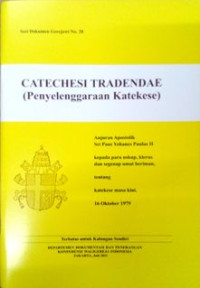 Seri Dokumen Gerejawi No. 28
CATECHESI TRADENDAE
(Penyelenggaraan Katekese)
Anjuran Apostolik
Sri Paus Yohanes Paulus II
kepada para uskup, klerus
dan segenap umat beriman,
tentang
katekese masa kini.
16 Oktober 1979
Terbatas untuk Kalangan Sendiri
DEPARTEMEN DOKUMENTASI DAN PENERANGAN
KONFERENSI WALIGEREJA INDONESIA
JAKARTA,